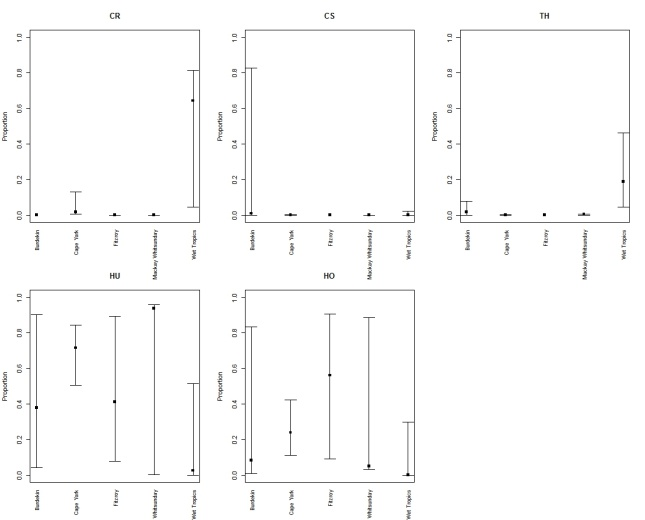 CR
Proportion
1.0
0.8
0.6
0.4
0.2
0.0
Burdekin
Cape York
Fitzroy
Mackay Whitsunday
Wet Tropics
CS
Proportion
1.0
0.8
0.6
0.4
0.2
0.0
Burdekin
Cape York
Fitzroy
Mackay Whitsunday
Wet Tropics
TH
Proportion
1.0
0.8
0.6
0.4
0.2
0.0
Burdekin
Cape York
Fitzroy
Mackay Whitsunday
Wet Tropics
HU
Proportion
1.0
0.8
0.6
0.4
0.2
0.0
Burdekin
Cape York
Fitzroy
Whitsunday
Wet Tropics
HO
Proportion
1.0
0.8
0.6
0.4
0.2
0.0
Burdekin
Cape York
Fitzroy
Whitsunday
Wet Tropics